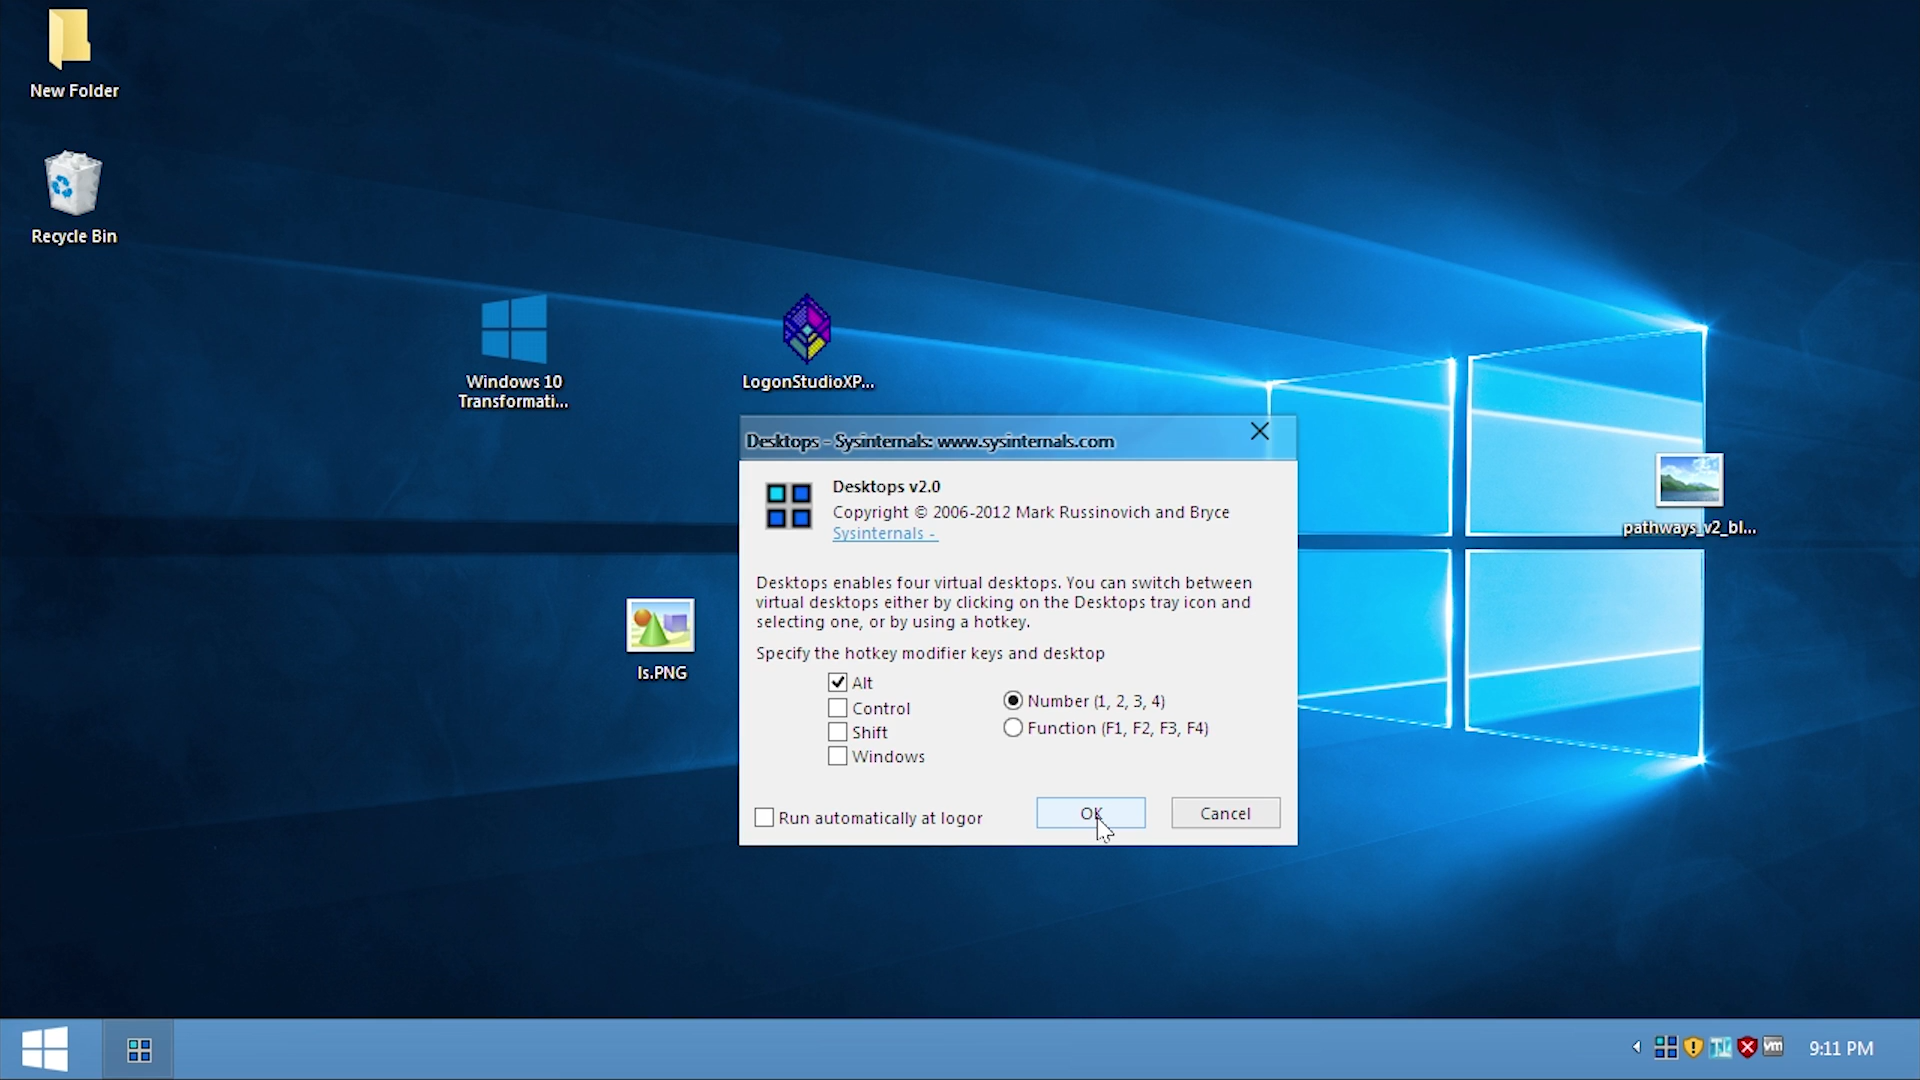 New Folder
Recycle Bin
Windows 10
Transformati...
LogonStudioXP...
Desktops - Sysinternals: www.sysinternals.com
Desktops v2.0
Copyright © 2006-2012 Mark Russinovich and Bryce
Sysinternals -
Desktops enables four virtual desktops. You can switch between
virtual desktops either by clicking on the Desktops tray icon and
selecting one, or by using a hotkey.
Specify the hotkey modifier keys and desktop
Alt
Control
Shift
Windows
Number (1, 2, 3, 4)
Function (F1, F2, F3, F4)
Run automatically at logor
OK
Cancel
pathways_v2_bl...
ls.PNG
vm
9:11 PM